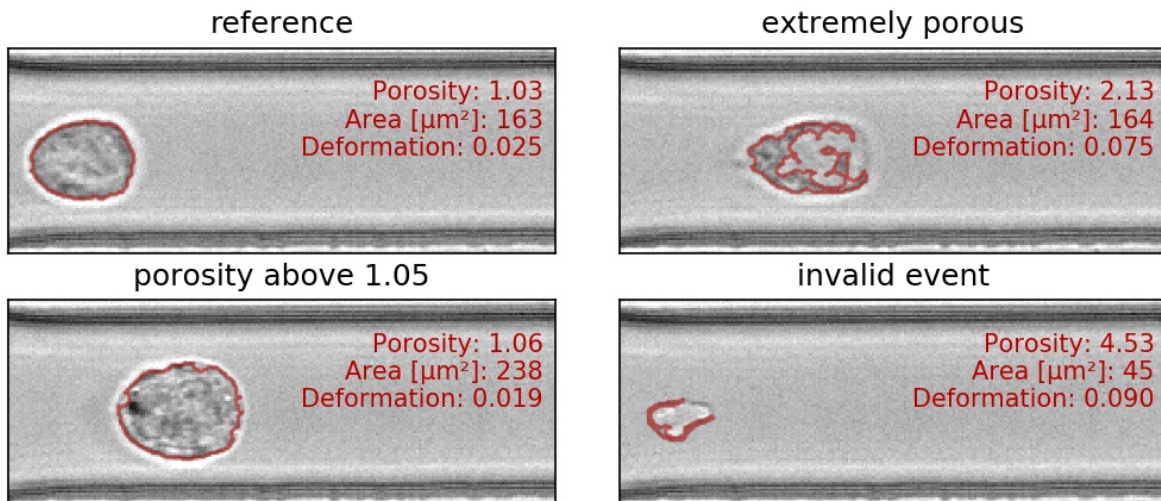 reference
Porosity: 1.03
Area [µm²]: 163
Deformation: 0.025
extremely porous
Porosity: 2.13
Area [µm²]: 164
Deformation: 0.075
porosity above 1.05
Porosity: 1.06
Area [µm²]: 238
Deformation: 0.019
invalid event
Porosity: 4.53
Area [µm²]: 45
Deformation: 0.090